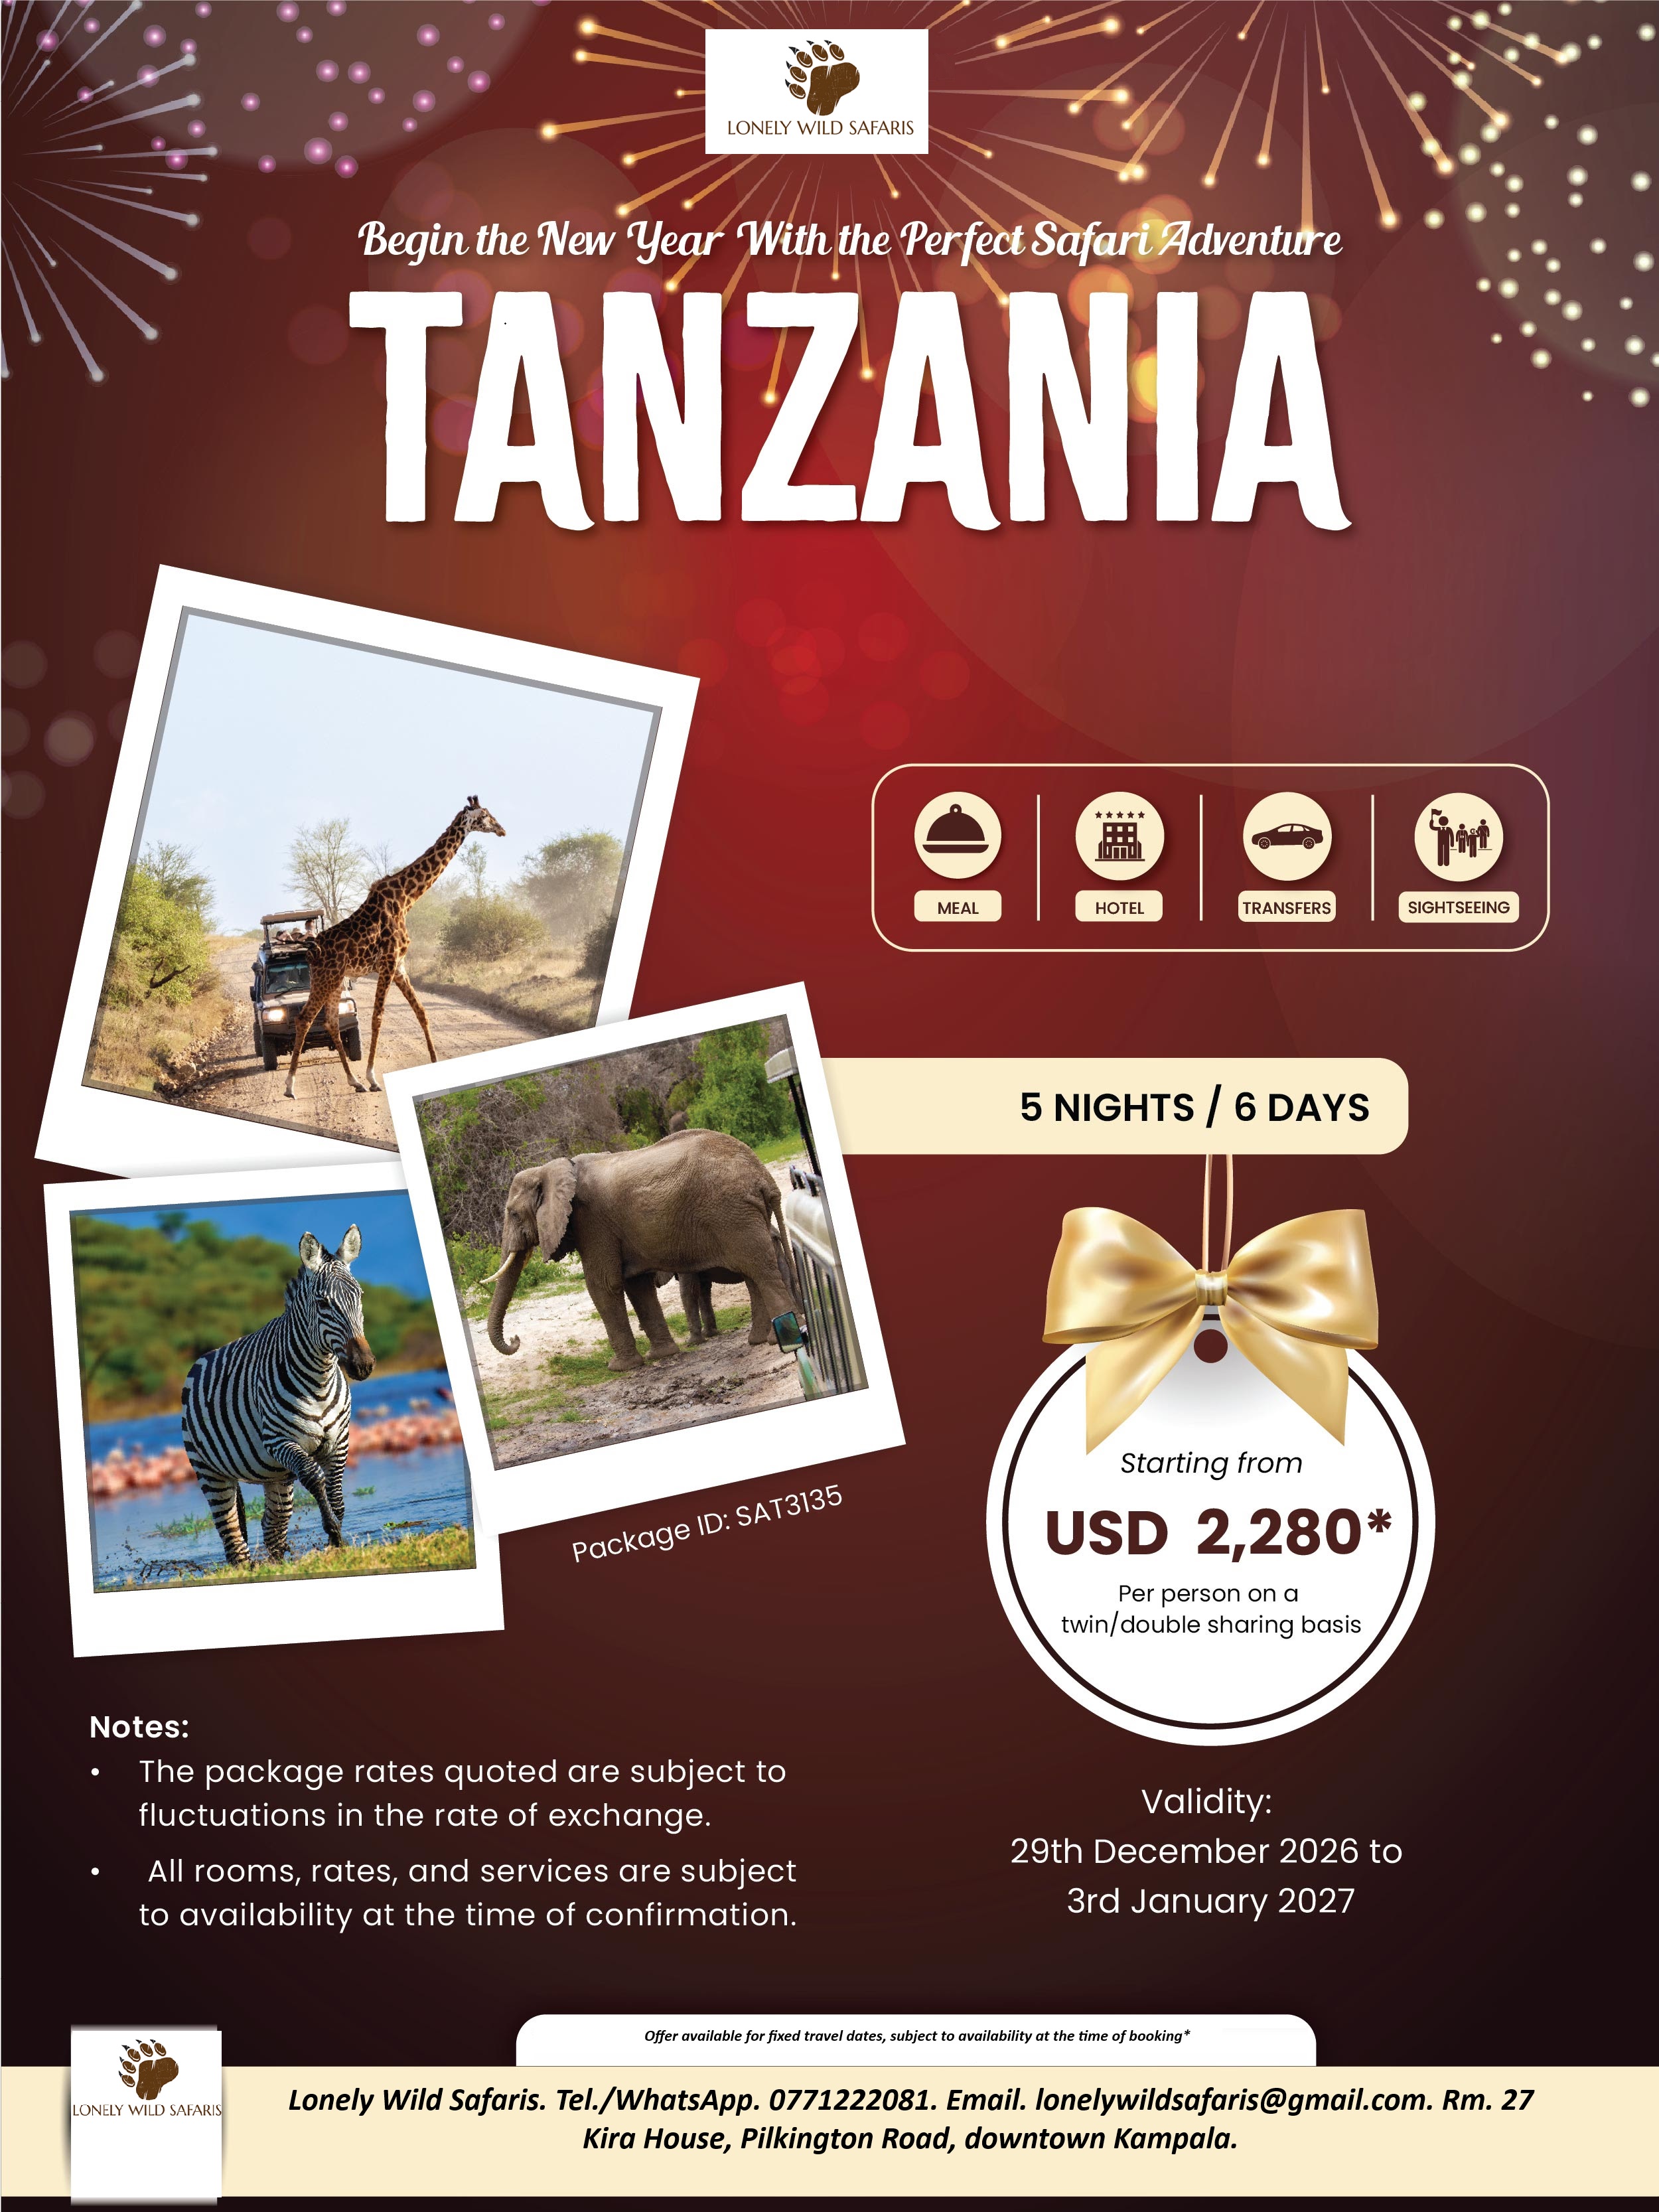 LONELY WILD SAFARIS
Begin the New Year With the Perfect Safari Adventure
TANZANIA
MEAL
HOTEL
TRANSFERS
SIGHTSEEING
5 NIGHTS / 6 DAYS
Starting from
USD 2,280*
Per person on a
twin/double sharing basis
Package ID: SAT3135
Notes:
• The package rates quoted are subject to
fluctuations in the rate of exchange.
• All rooms, rates, and services are subject
to availability at the time of confirmation.
Validity:
29th December 2026 to
3rd January 2027
Offer available for fixed travel dates, subject to availability at the time of booking*
LONELY WILD SAFARIS
Lonely Wild Safaris. Tel./WhatsApp. 0771222081. Email. lonelywildsafaris@gmail.com. Rm. 27
Kira House, Pilkington Road, downtown Kampala.